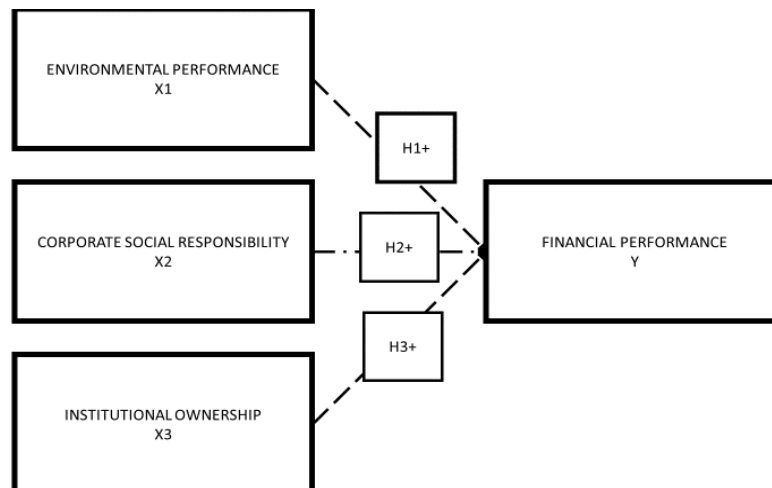 ENVIRONMENTAL PERFORMANCE
X1
H1+
CORPORATE SOCIAL RESPONSIBILITY
X2
H2+
FINANCIAL PERFORMANCE
Y
H3+
INSTITUTIONAL OWNERSHIP
X3